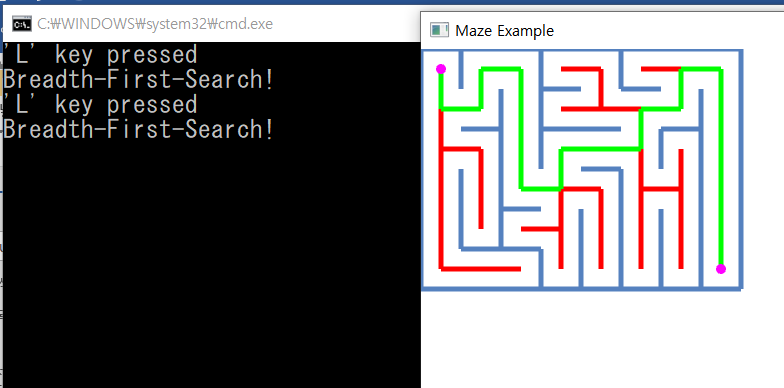 C:₩WINDOWS₩system32₩cmd.exe
'L' key pressed
Breadth-First-Search!
'L' key pressed
Breadth-First-Search!
Maze Example